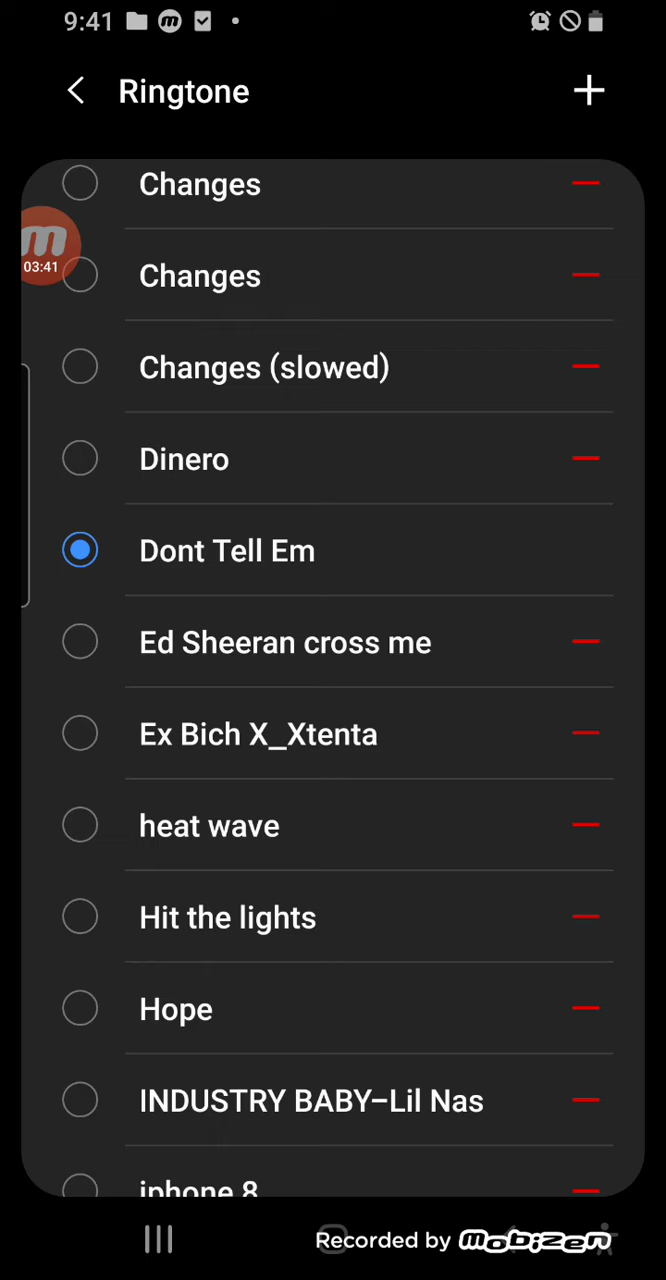 9:41
Ringtone
Changes
m
03:41
Changes
Changes (slowed)
Dinero
Dont Tell Em
Ed Sheeran cross me
Ex Bich X_Xtenta
heat wave
Hit the lights
Hope
INDUSTRY BABY–Lil Nas
iphone 8
Recorded by mobizen